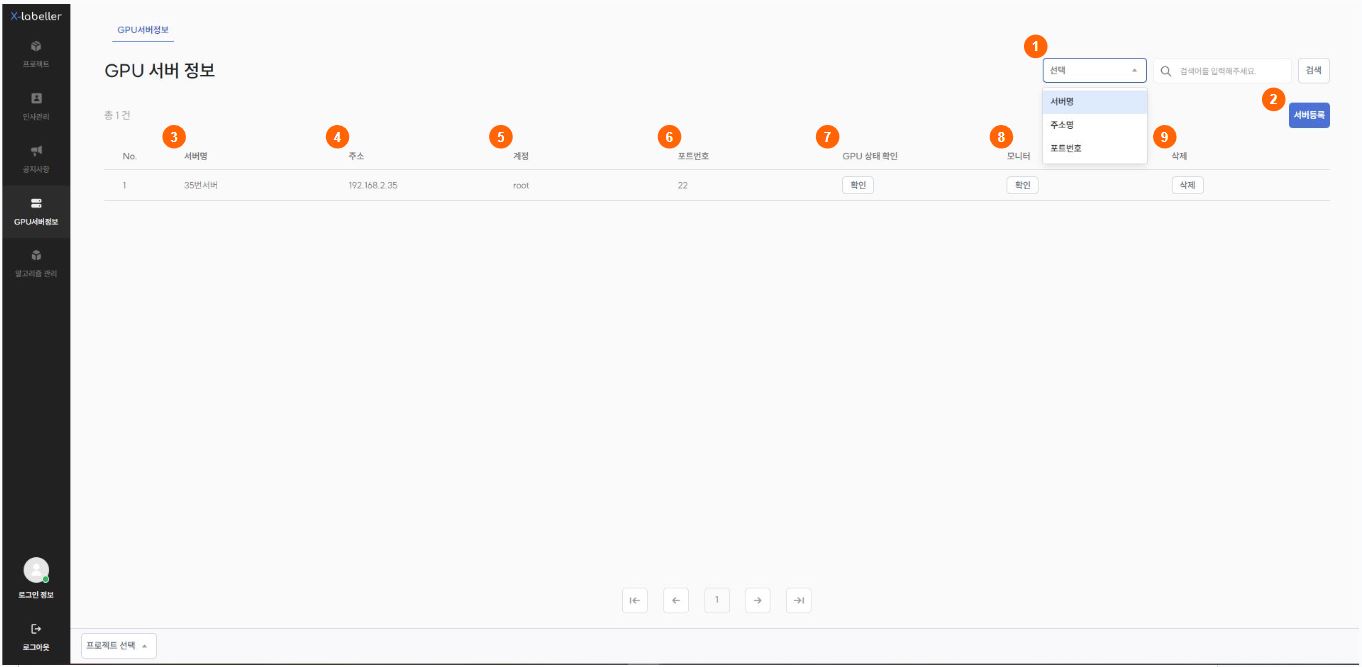 X-labeller
프로젝트
인사관리
공지사항
GPU서버정보
알고리즘 관리
로그인 정보
로그아웃
GPU서버정보
GPU 서버 정보
1
선택
검색어를 입력해주세요.
검색
서버명
주소명
포트번호
2
서버등록
총 1 건
3 4 5 6 7 8 9
No. 서버명 주소 계정 포트번호 GPU 상태 확인 모니터 삭제
1 35번서버 192.168.2.35 root 22 확인 확인 삭제
1
프로젝트 선택